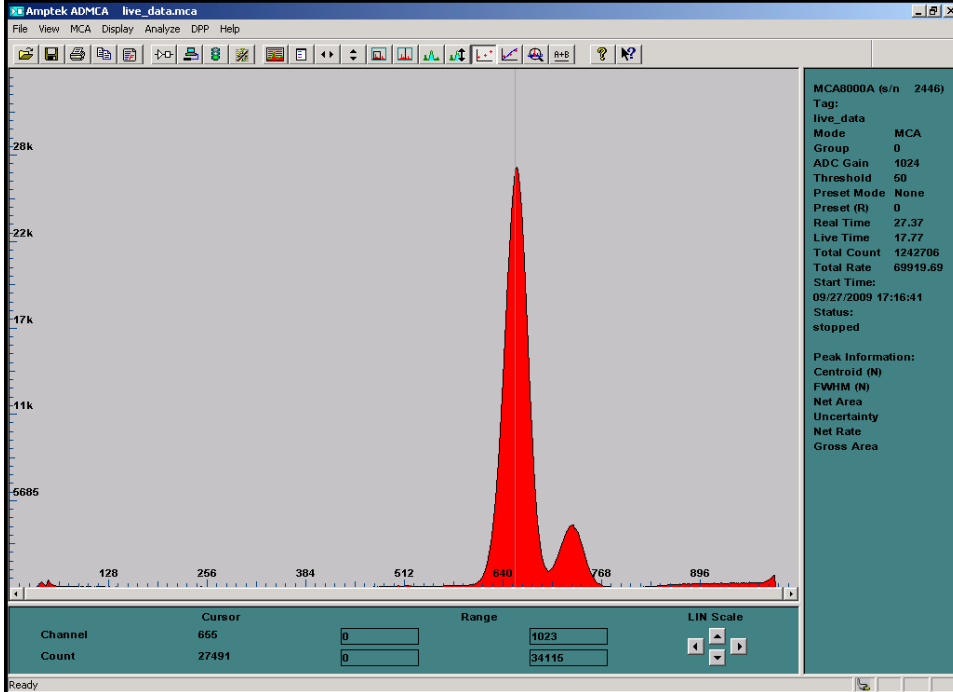 Amptek ADMCA live_data.mca
File View MCA Display Analyze DPP Help
A+B
28k
22k
17k
11k
5685
128 256 384 512 640 768 896
MCA8000A (s/n 2446)
Tag:
live_data
Mode MCA
Group 0
ADC Gain 1024
Threshold 50
Preset Mode None
Preset (R) 0
Real Time 27.37
Live Time 17.77
Total Count 1242706
Total Rate 69919.69
Start Time:
09/27/2009 17:16:41
Status:
stopped
Peak Information:
Centroid (N)
FWHM (N)
Net Area
Uncertainty
Net Rate
Gross Area
Cursor Range LIN Scale
Channel 655 0 1023
Count 27491 0 34115
Ready